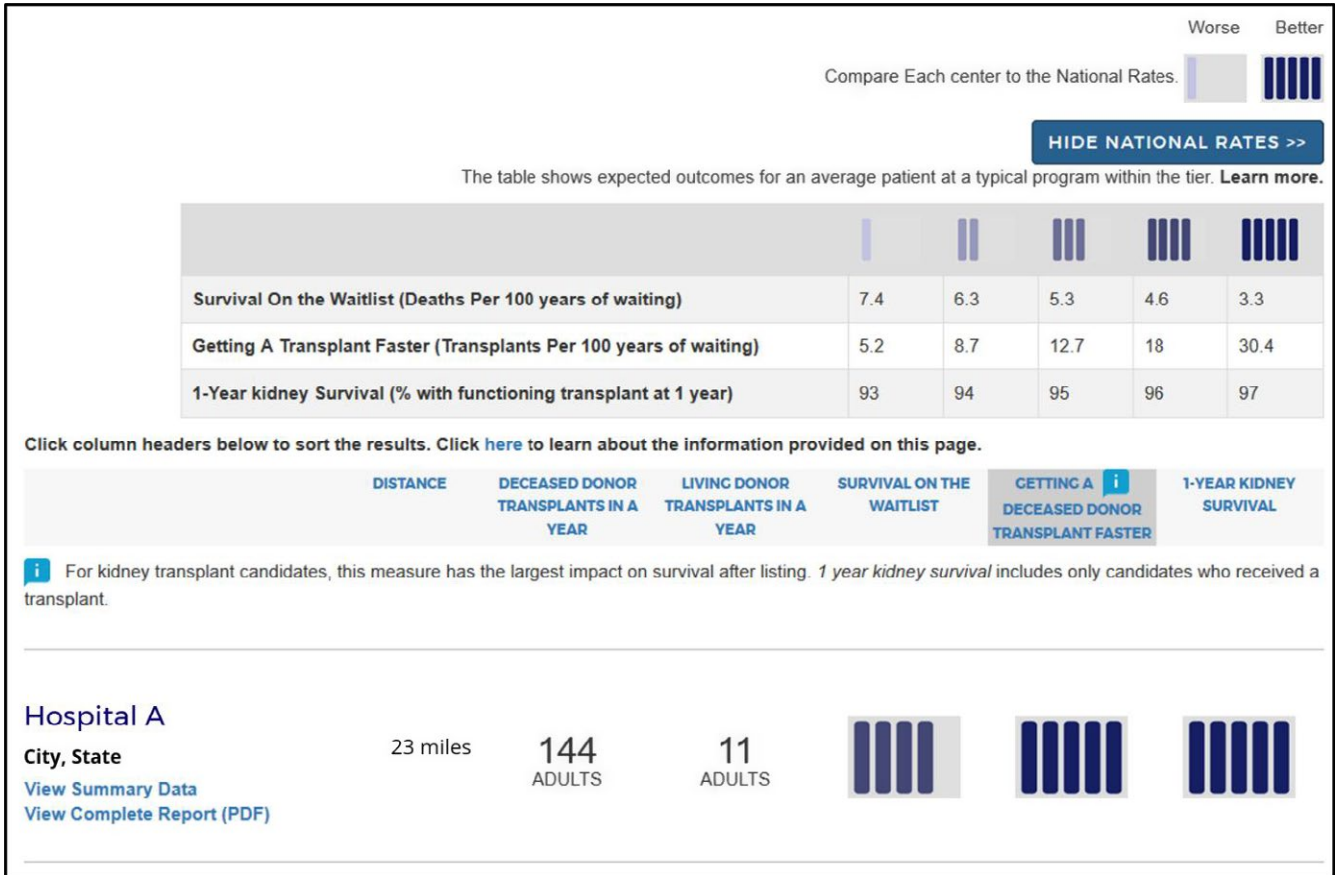 Worse Better
Compare Each center to the National Rates.
HIDE NATIONAL RATES >>
The table shows expected outcomes for an average patient at a typical program within the tier. Learn more.
Survival On the Waitlist (Deaths Per 100 years of waiting) 7.4 6.3 5.3 4.6 3.3
Getting A Transplant Faster (Transplants Per 100 years of waiting) 5.2 8.7 12.7 18 30.4
1-Year kidney Survival (% with functioning transplant at 1 year) 93 94 95 96 97
Click column headers below to sort the results. Click here to learn about the information provided on this page.
DISTANCE DECEASED DONOR LIVING DONOR SURVIVAL ON THE GETTING A i 1-YEAR KIDNEY
TRANSPLANTS IN A TRANSPLANTS IN A WAITLIST DECEASED DONOR SURVIVAL
YEAR YEAR TRANSPLANT FASTER
i For kidney transplant candidates, this measure has the largest impact on survival after listing. 1 year kidney survival includes only candidates who received a
transplant.
Hospital A
City, State 23 miles 144 11
ADULTS ADULTS
View Summary Data
View Complete Report (PDF)